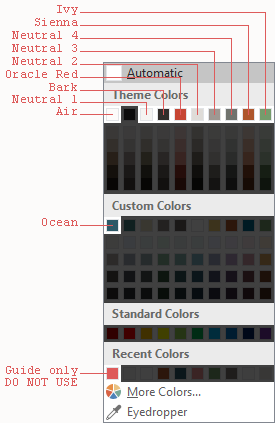 Ivy
Sienna
Neutral 4
Neutral 3
Neutral 2
Oracle Red
Bark
Neutral 1
Air
Automatic
Theme Colors
Custom Colors
Ocean
Standard Colors
Recent Colors
Guide only
DO NOT USE
More Colors...
Eyedropper